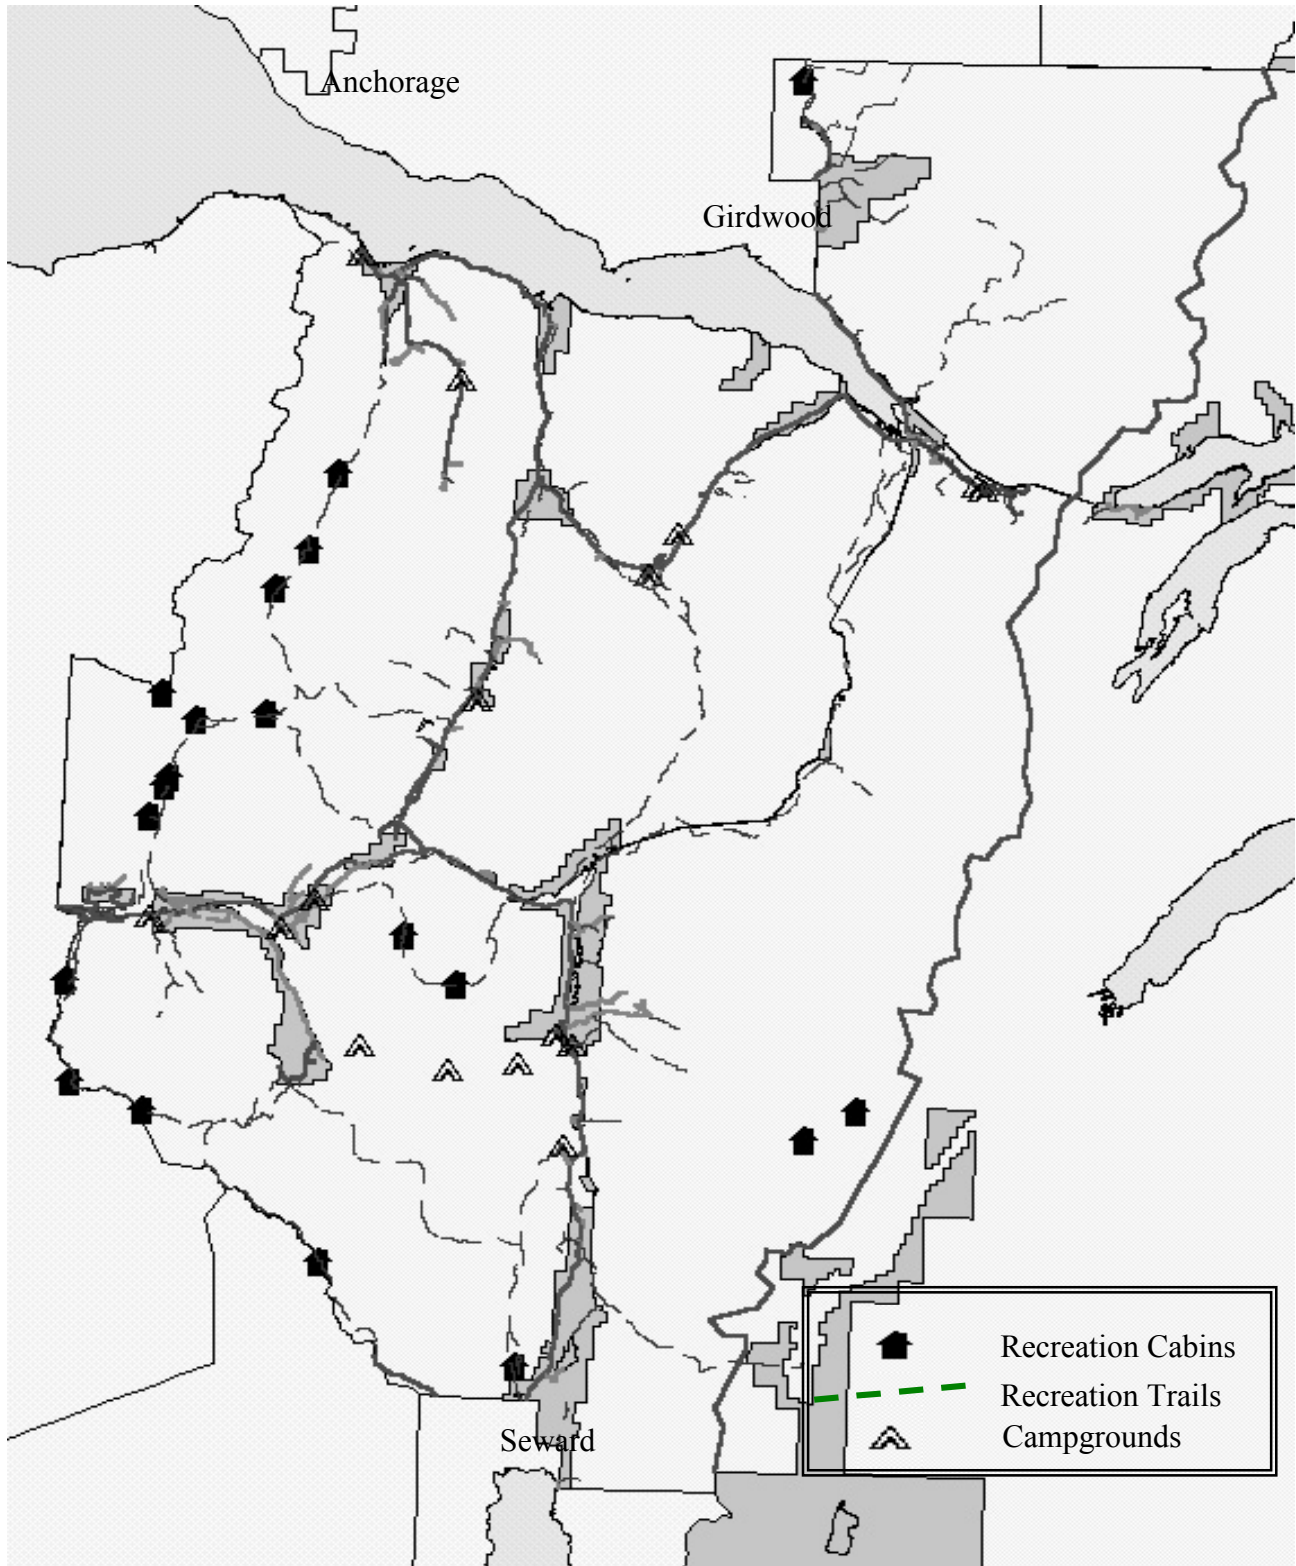 Anchorage
Girdwood
Recreation Cabins
Recreation Trails
Campgrounds
Seward